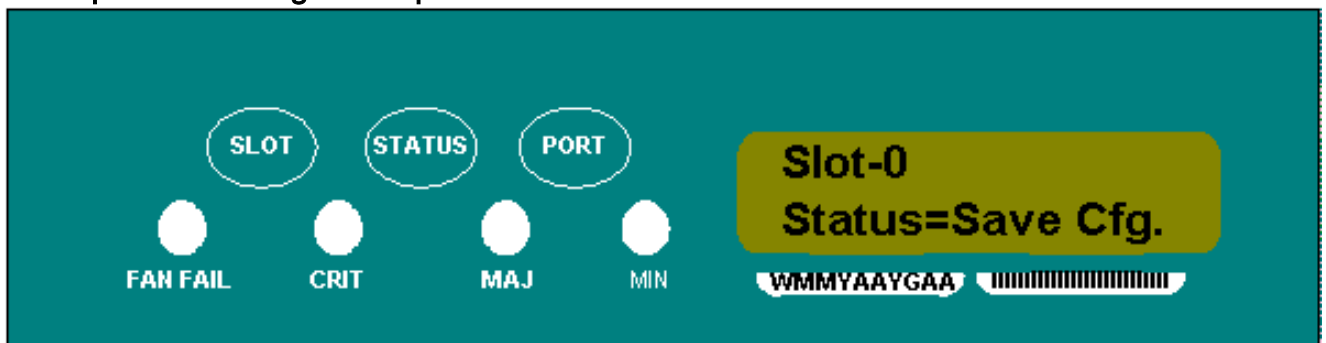 SLOT STATUS PORT
Slot-0
Status=Save Cfg.
FAN FAIL CRIT MAJ MIN
WMMYAAYGAA